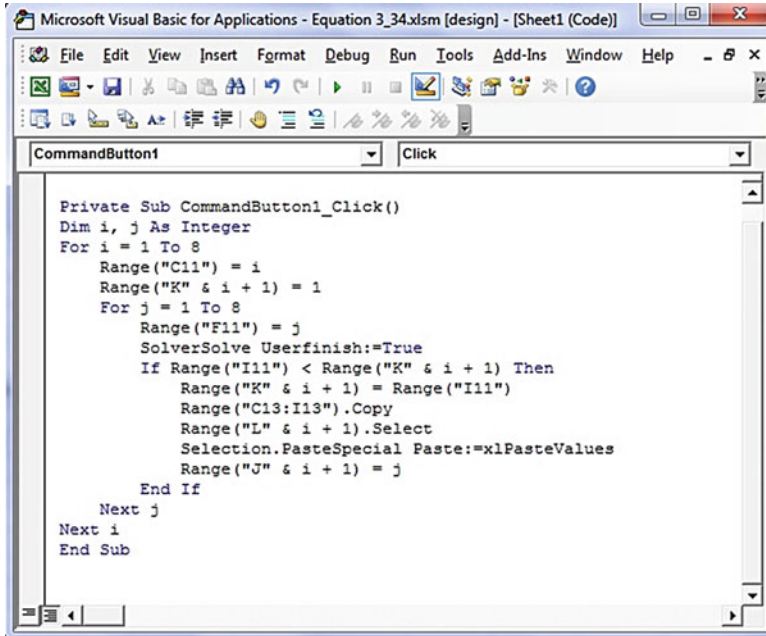 Microsoft Visual Basic for Applications - Equation 3_34.xlsm [design] - [Sheet1 (Code)]
File Edit View Insert Format Debug Run Tools Add-Ins Window Help
CommandButton1 Click
Private Sub CommandButton1_Click()
Dim i, j As Integer
For i = 1 To 8
Range("C11") = i
Range("K" & i + 1) = 1
For j = 1 To 8
Range("F11") = j
SolverSolve Userfinish:=True
If Range("I11") < Range("K" & i + 1) Then
Range("K" & i + 1) = Range("I11")
Range("C13:I13").Copy
Range("L" & i + 1).Select
Selection.PasteSpecial Paste:=xlPasteValues
Range("J" & i + 1) = j
End If
Next j
Next i
End Sub